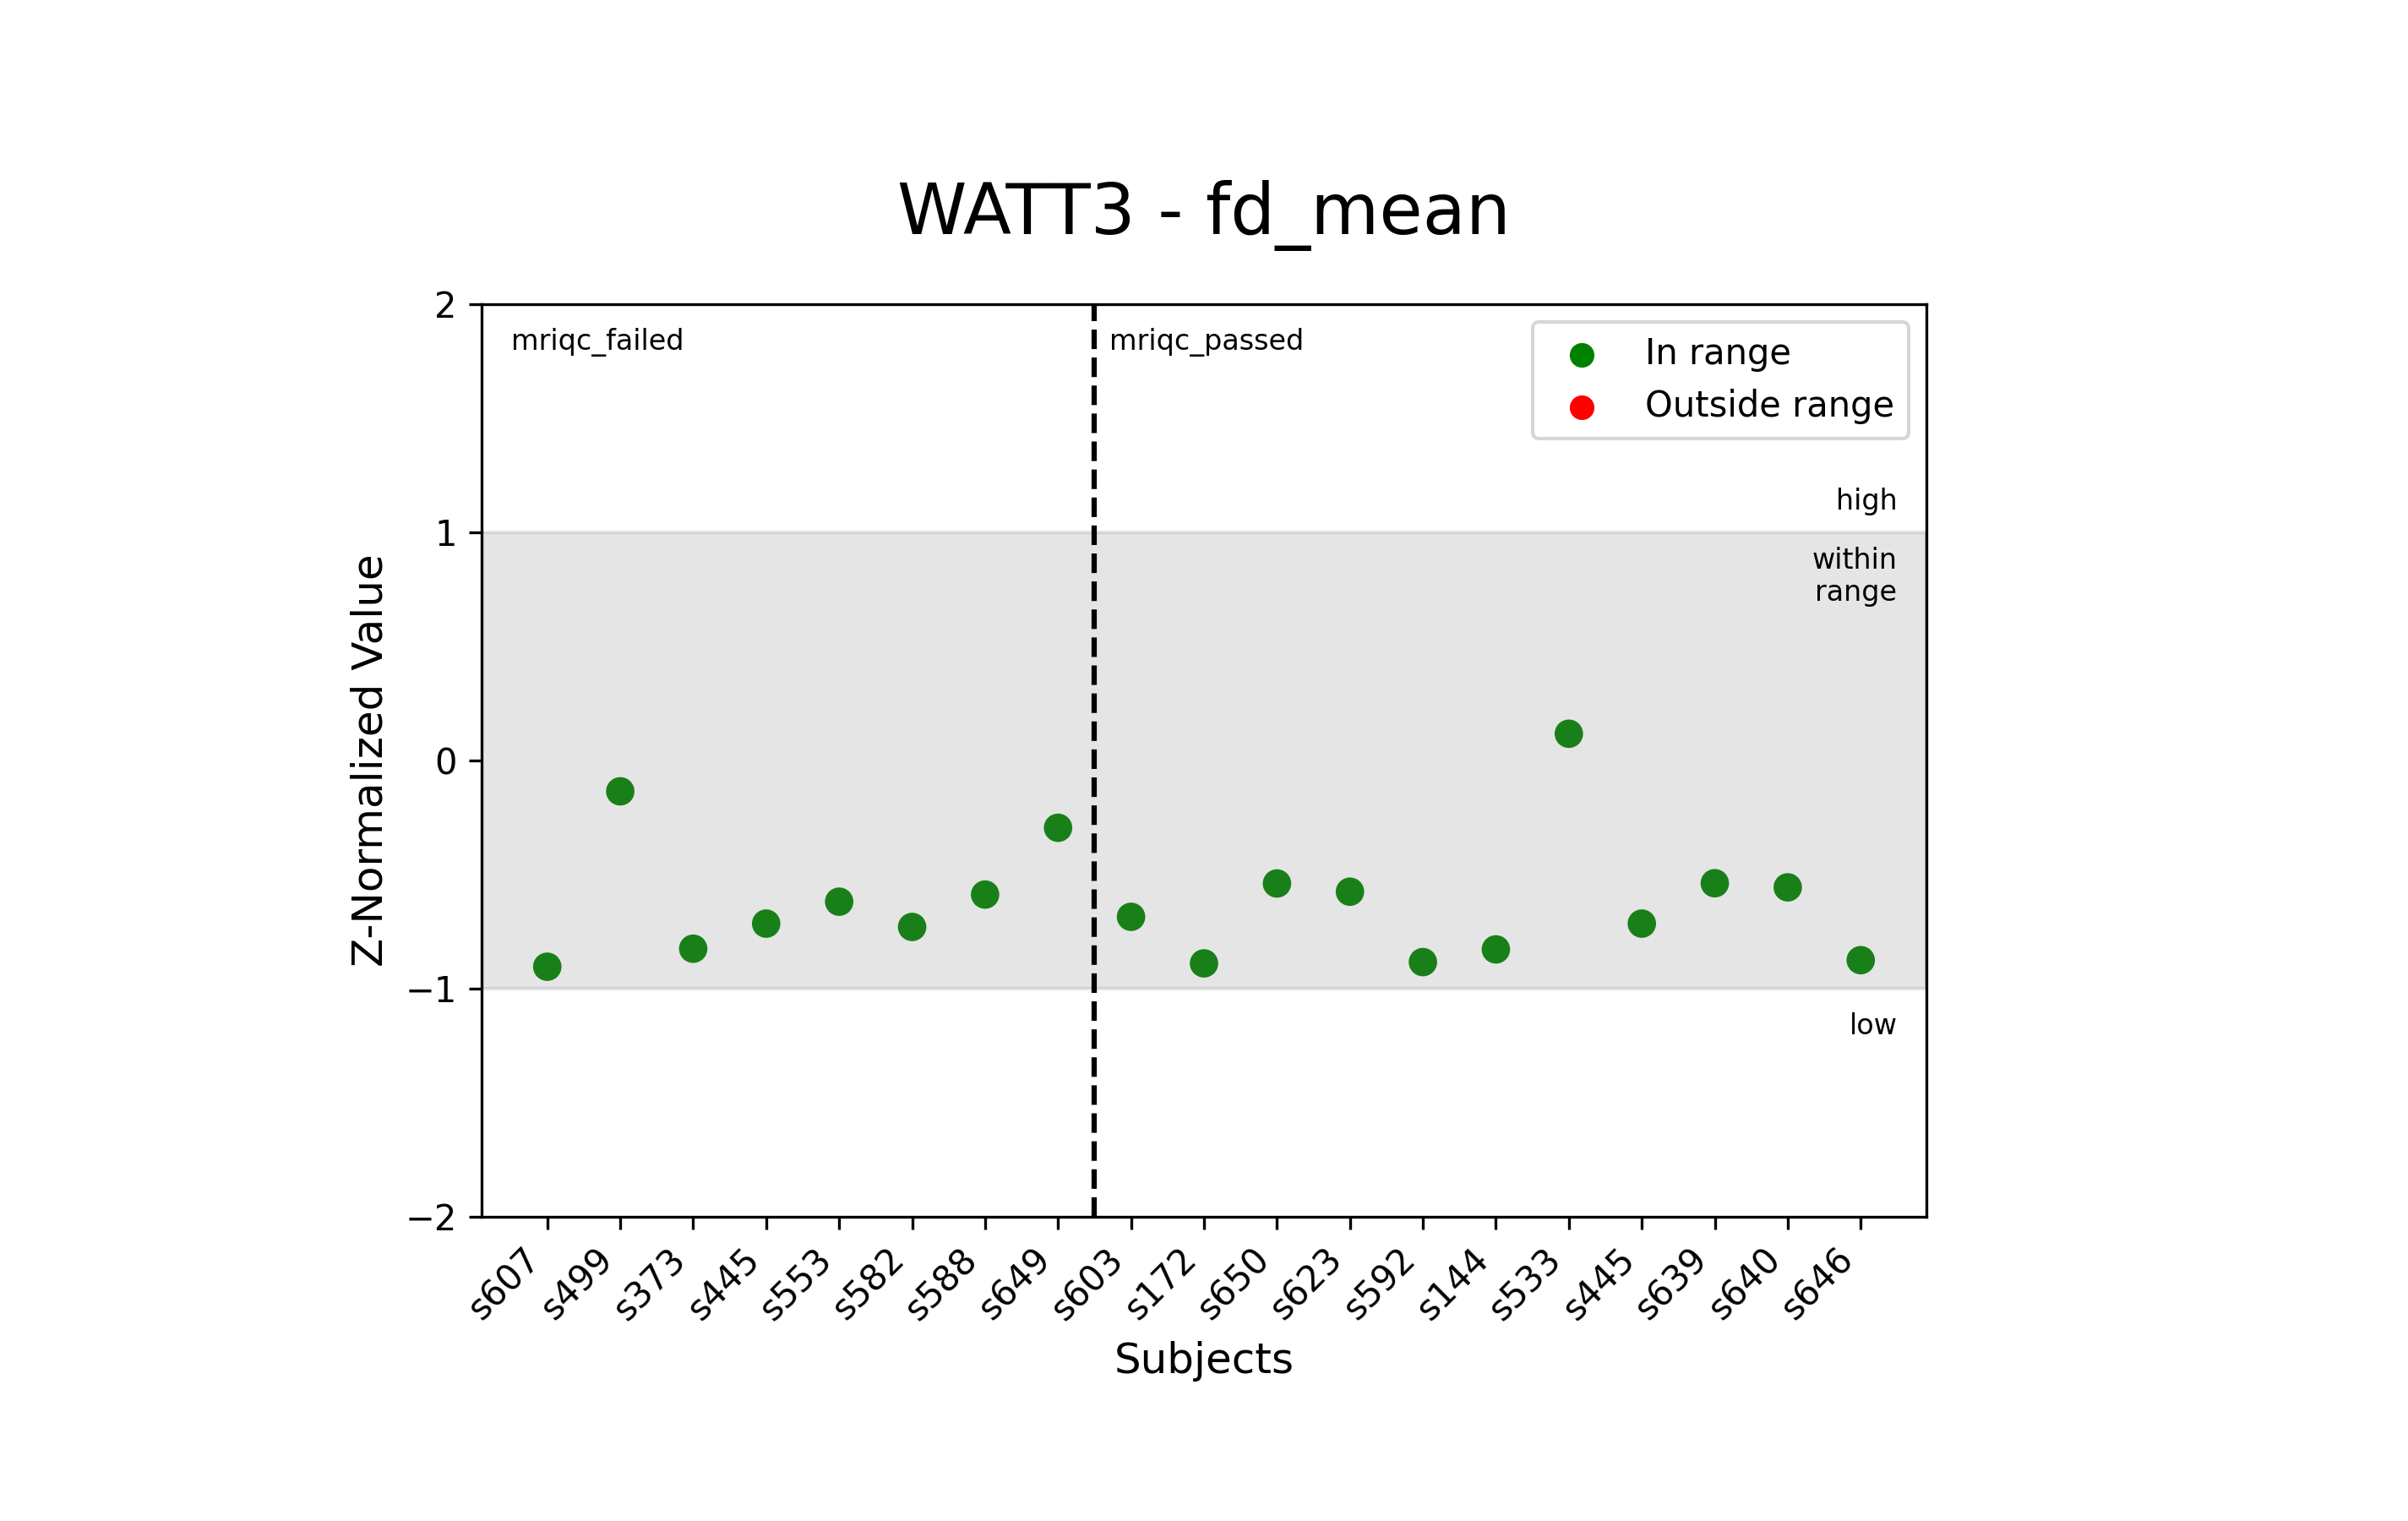 WATT3 - fd_mean
mriqc_failed
mriqc_passed
In range
Outside range
high
within
range
low
2
1
0
−1
−2
Z-Normalized Value
s607
s499
s373
s445
s553
s582
s588
s649
s603
s172
s650
s623
s592
s144
s533
s445
s639
s640
s646
Subjects